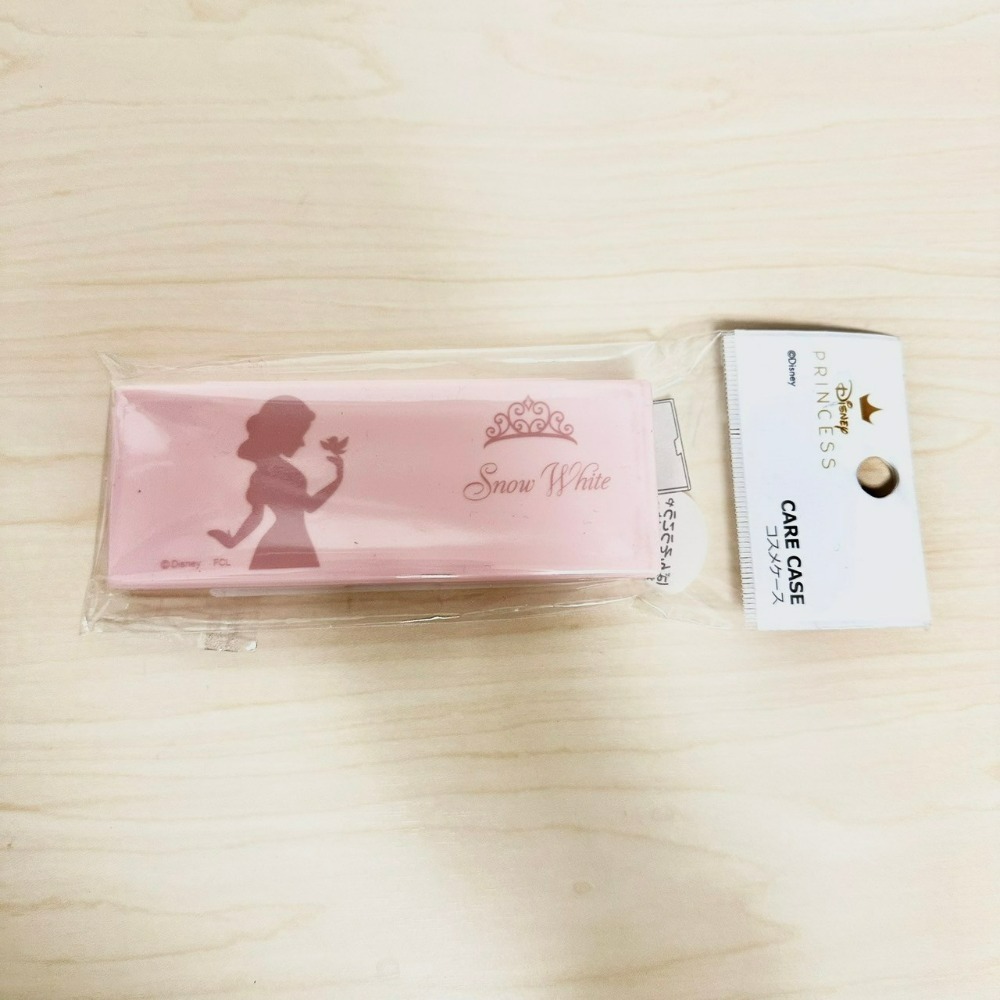 Snow White
©Disney FCL
Disney
PRINCESS
©Disney
CARE CASE
コスメケース